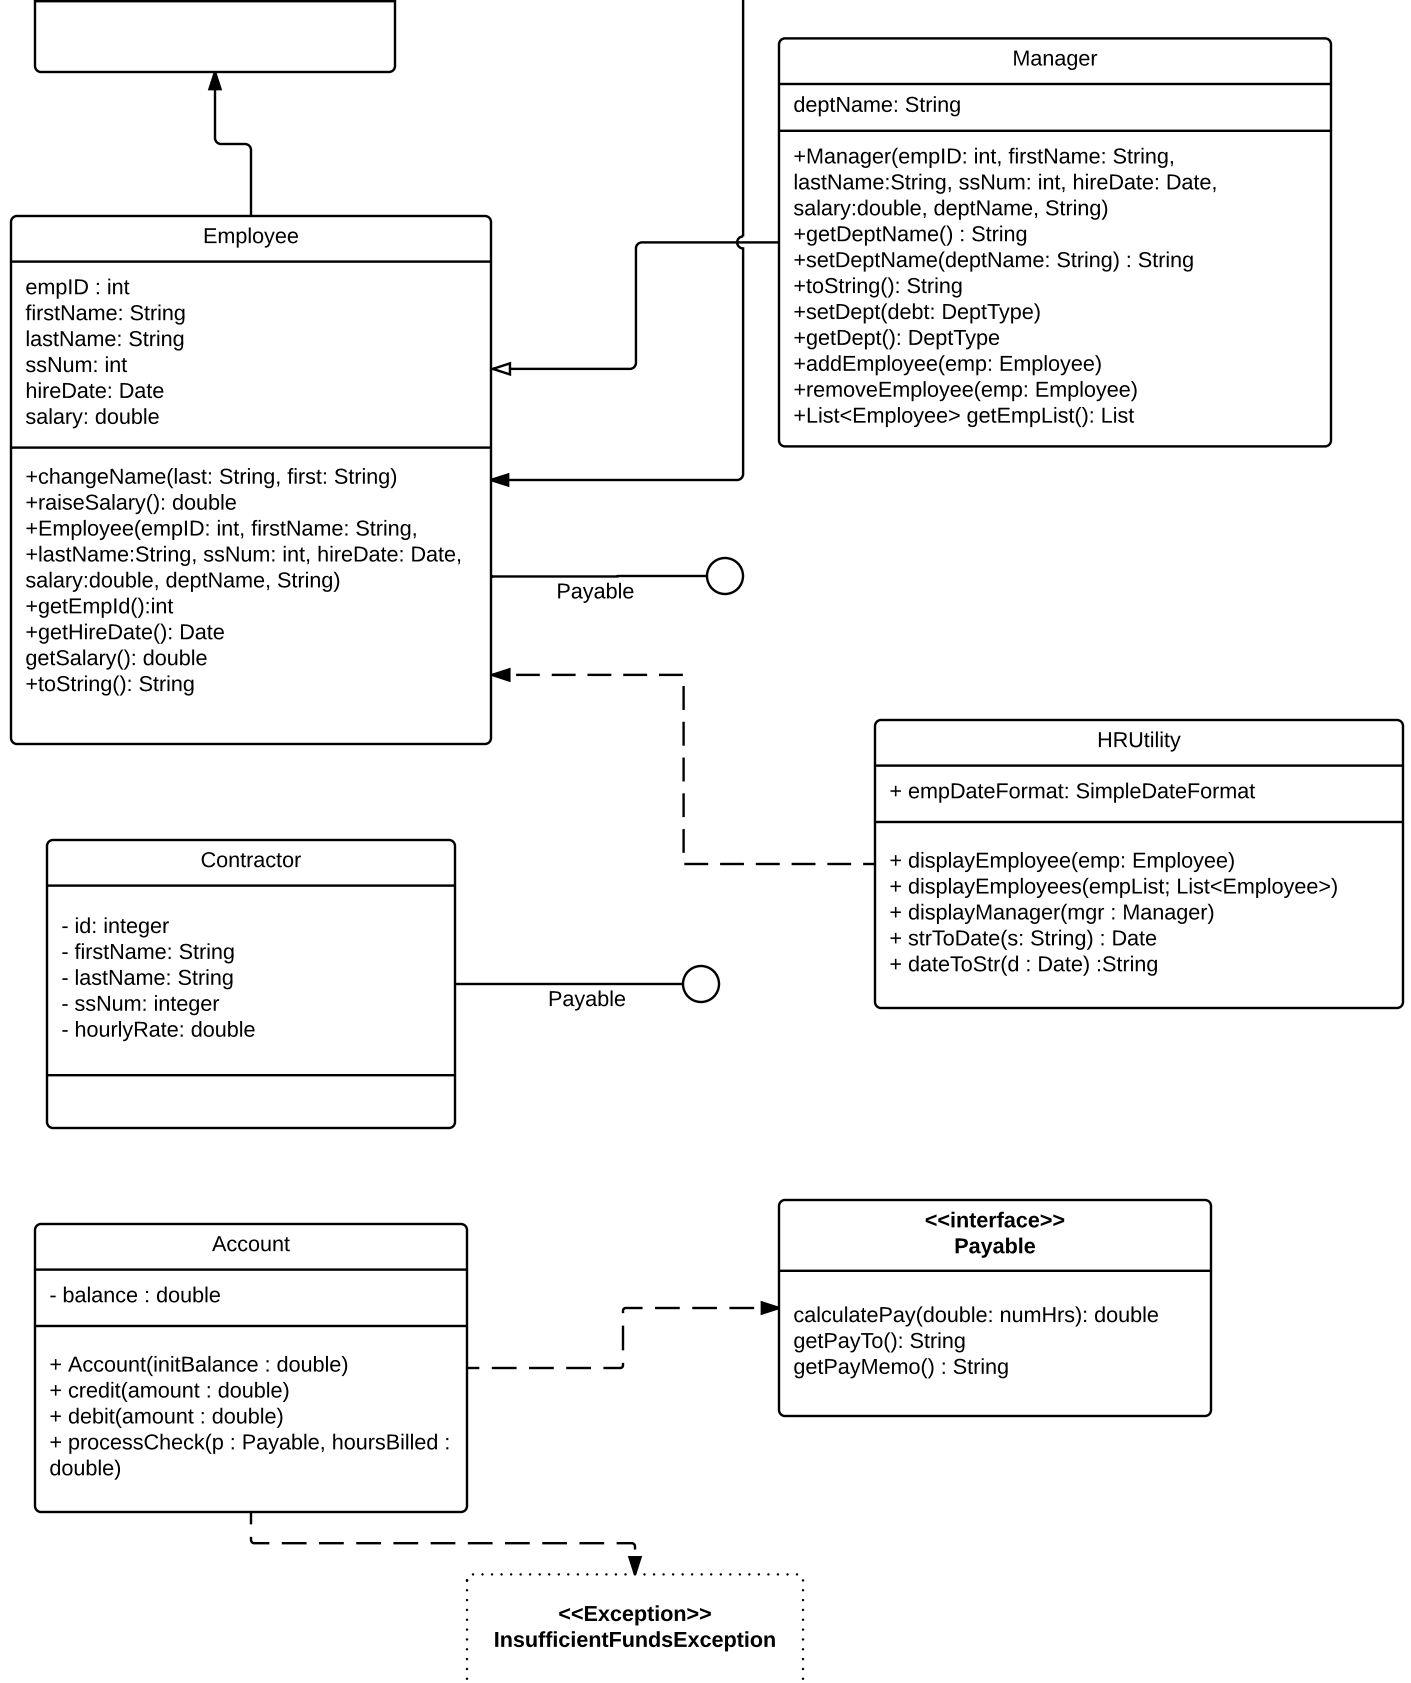 Manager
deptName: String
+Manager(empID: int, firstName: String,
lastName:String, ssNum: int, hireDate: Date,
salary:double, deptName, String)
+getDeptName() : String
+setDeptName(deptName: String) : String
+toString(): String
+setDept(debt: DeptType)
+getDept(): DeptType
+addEmployee(emp: Employee)
+removeEmployee(emp: Employee)
+List<Employee> getEmpList(): List
Employee
empID : int
firstName: String
lastName: String
ssNum: int
hireDate: Date
salary: double
+changeName(last: String, first: String)
+raiseSalary(): double
+Employee(empID: int, firstName: String,
+lastName:String, ssNum: int, hireDate: Date,
salary:double, deptName, String)
+getEmpId():int
+getHireDate(): Date
getSalary(): double
+toString(): String
Payable
HRUtility
+ empDateFormat: SimpleDateFormat
+ displayEmployee(emp: Employee)
+ displayEmployees(empList; List<Employee>)
+ displayManager(mgr : Manager)
+ strToDate(s: String) : Date
+ dateToStr(d : Date) :String
Contractor
- id: integer
- firstName: String
- lastName: String
- ssNum: integer
- hourlyRate: double
Payable
Account
- balance : double
+ Account(initBalance : double)
+ credit(amount : double)
+ debit(amount : double)
+ processCheck(p : Payable, hoursBilled :
double)
<<interface>>
Payable
calculatePay(double: numHrs): double
getPayTo(): String
getPayMemo() : String
<<Exception>>
InsufficientFundsException